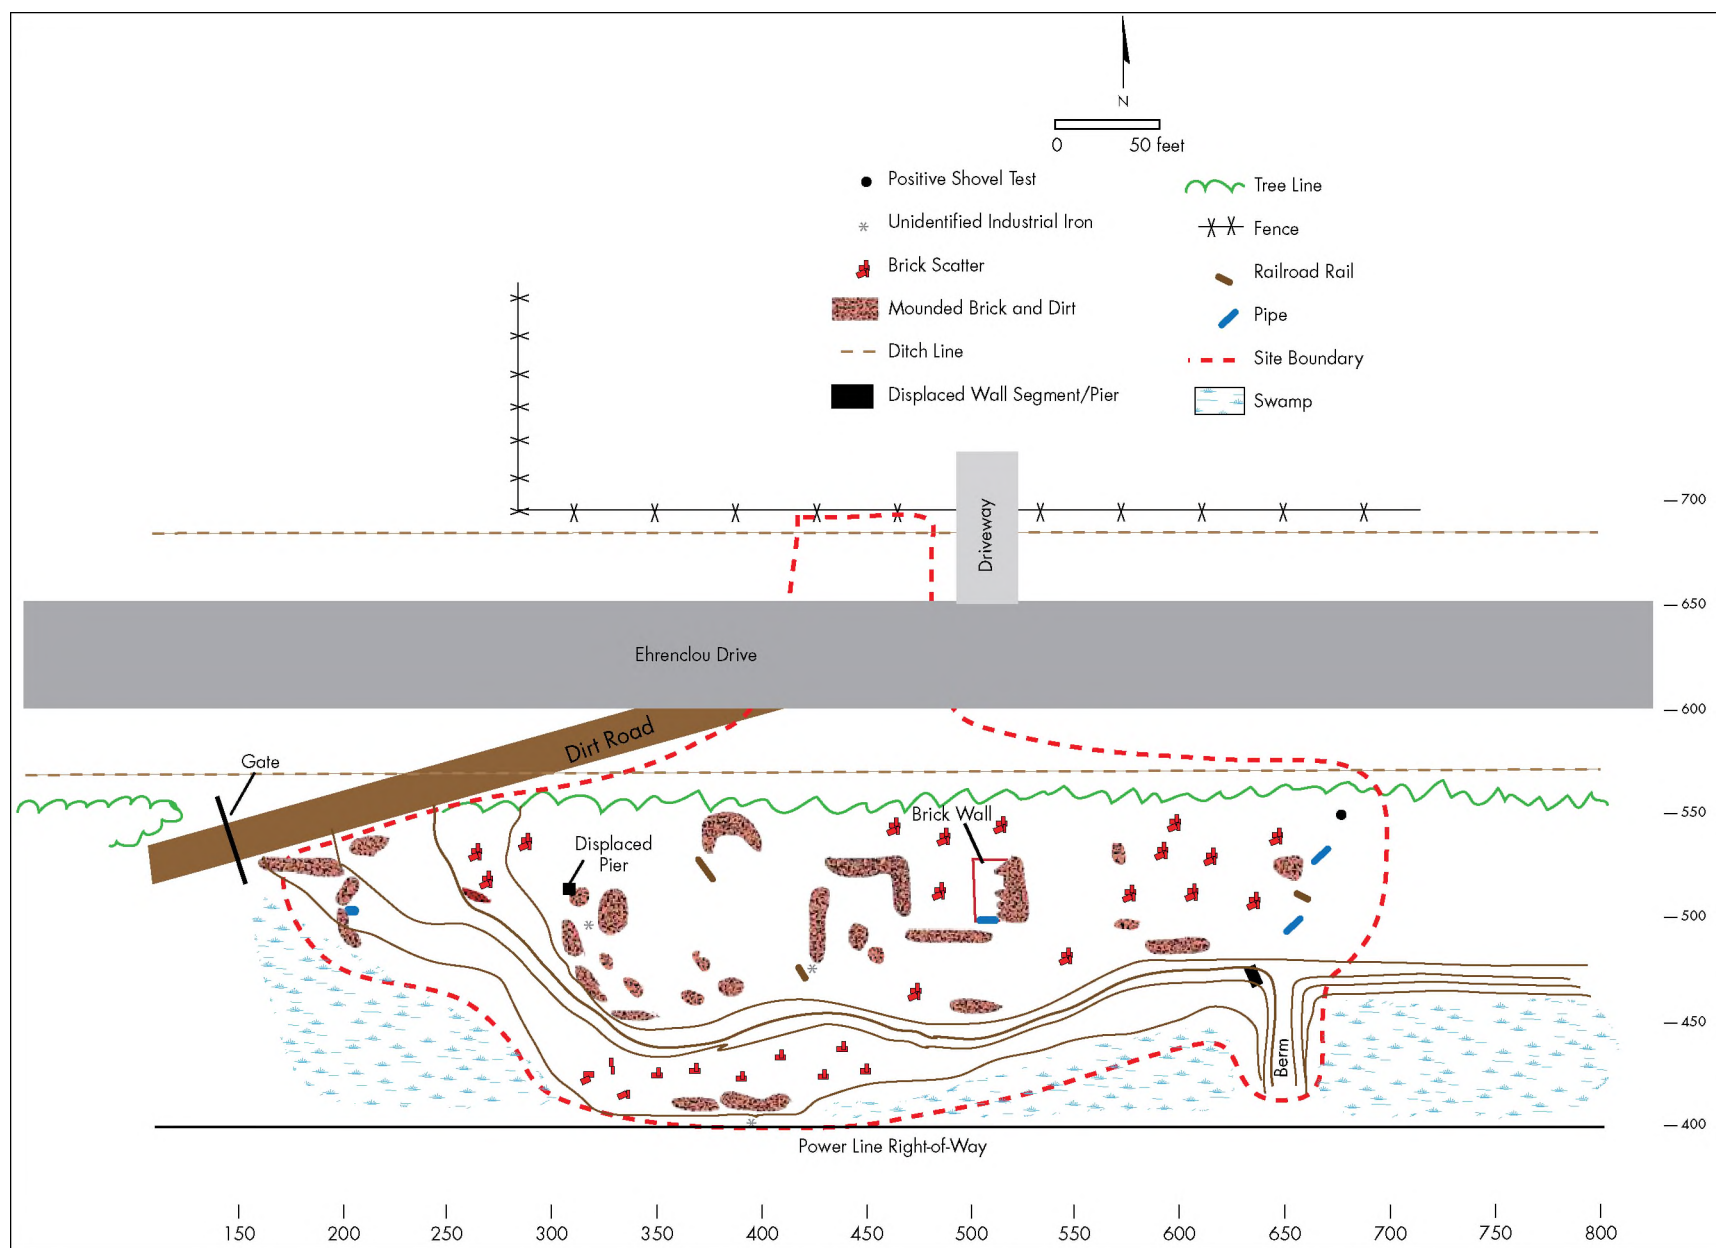 N
0 50 feet
Positive Shovel Test
Unidentified Industrial Iron
Brick Scatter
Mounded Brick and Dirt
Ditch Line
Displaced Wall Segment/Pier
Tree Line
Fence
Railroad Rail
Pipe
Site Boundary
Swamp
Driveway
Ehrenclou Drive
Dirt Road
Gate
Displaced
Pier
Brick Wall
Berm
Power Line Right-of-Way
700
650
600
550
500
450
400
150 200 250 300 350 400 450 500 550 600 650 700 750 800